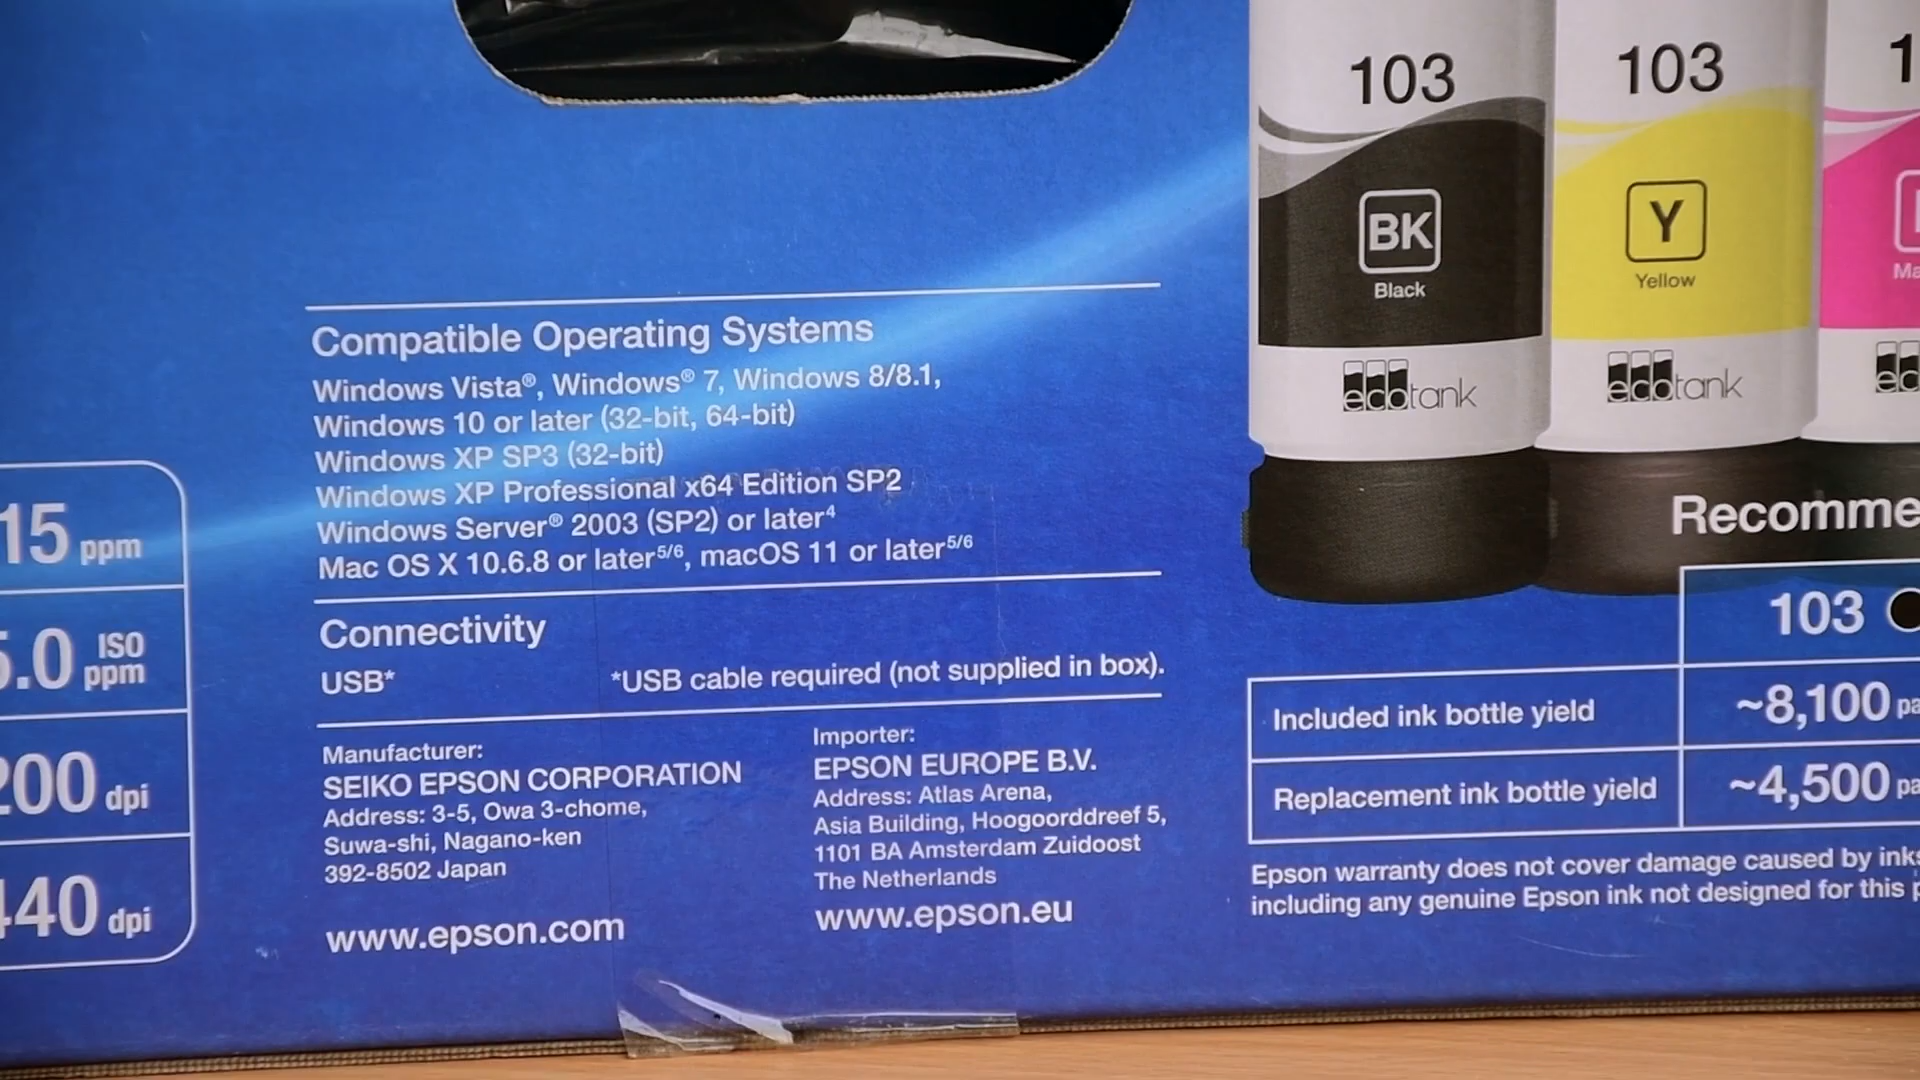 15 ppm
5.0 ISO ppm
200 dpi
440 dpi
Compatible Operating Systems
Windows Vista®, Windows® 7, Windows 8/8.1,
Windows 10 or later (32-bit, 64-bit)
Windows XP SP3 (32-bit)
Windows XP Professional x64 Edition SP2
Windows Server® 2003 (SP2) or later⁴
Mac OS X 10.6.8 or later⁵/⁶, macOS 11 or later⁵/⁶
Connectivity
USB* *USB cable required (not supplied in box).
Manufacturer:
SEIKO EPSON CORPORATION
Address: 3-5, Owa 3-chome,
Suwa-shi, Nagano-ken
392-8502 Japan
www.epson.com
Importer:
EPSON EUROPE B.V.
Address: Atlas Arena,
Asia Building, Hoogoorddreef 5,
1101 BA Amsterdam Zuidoost
The Netherlands
www.epson.eu
103
BK
Black
ecotank
103
Y
Yellow
ecotank
103
Included ink bottle yield ~8,100
Replacement ink bottle yield ~4,500
Epson warranty does not cover damage caused by inks
including any genuine Epson ink not designed for this